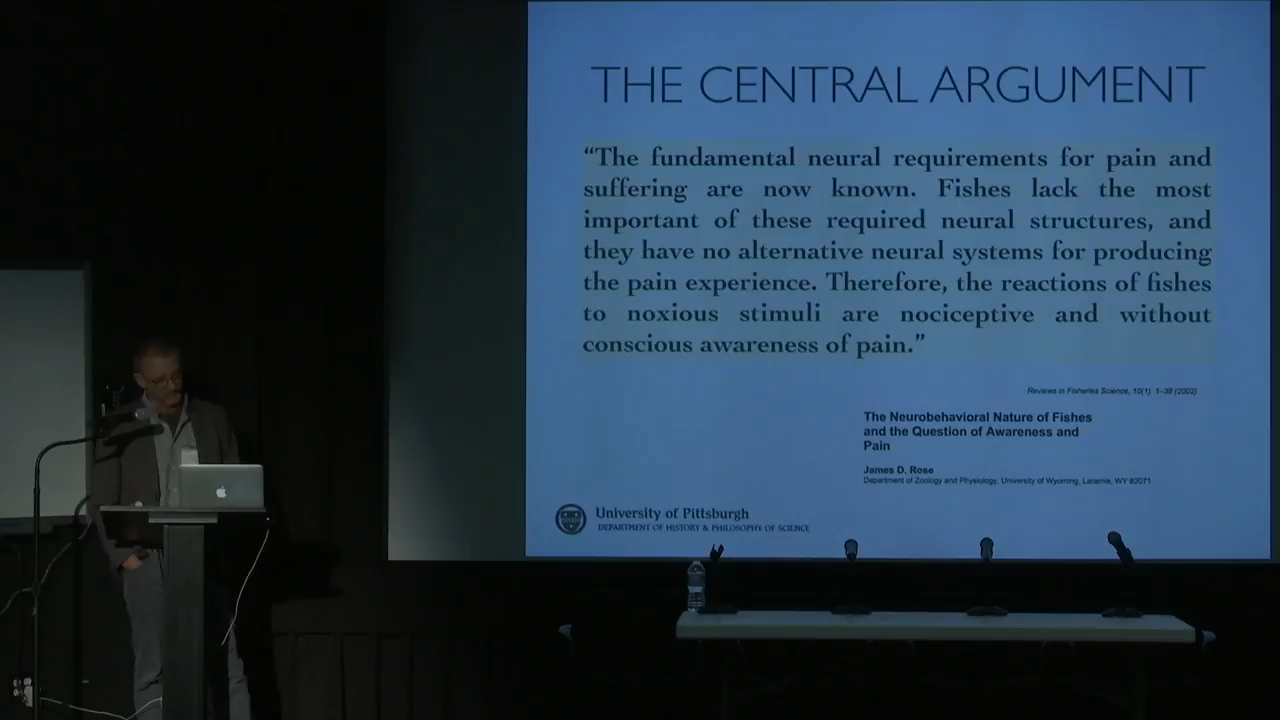 THE CENTRAL ARGUMENT
“The fundamental neural requirements for pain and
suffering are now known. Fishes lack the most
important of these required neural structures, and
they have no alternative neural systems for producing
the pain experience. Therefore, the reactions of fishes
to noxious stimuli are nociceptive and without
conscious awareness of pain.”
Reviews in Fisheries Science, 10(1): 1–38 (2002)
The Neurobehavioral Nature of Fishes
and the Question of Awareness and
Pain
James D. Rose
Department of Zoology and Physiology, University of Wyoming, Laramie, WY 82071
University of Pittsburgh
DEPARTMENT OF HISTORY & PHILOSOPHY OF SCIENCE